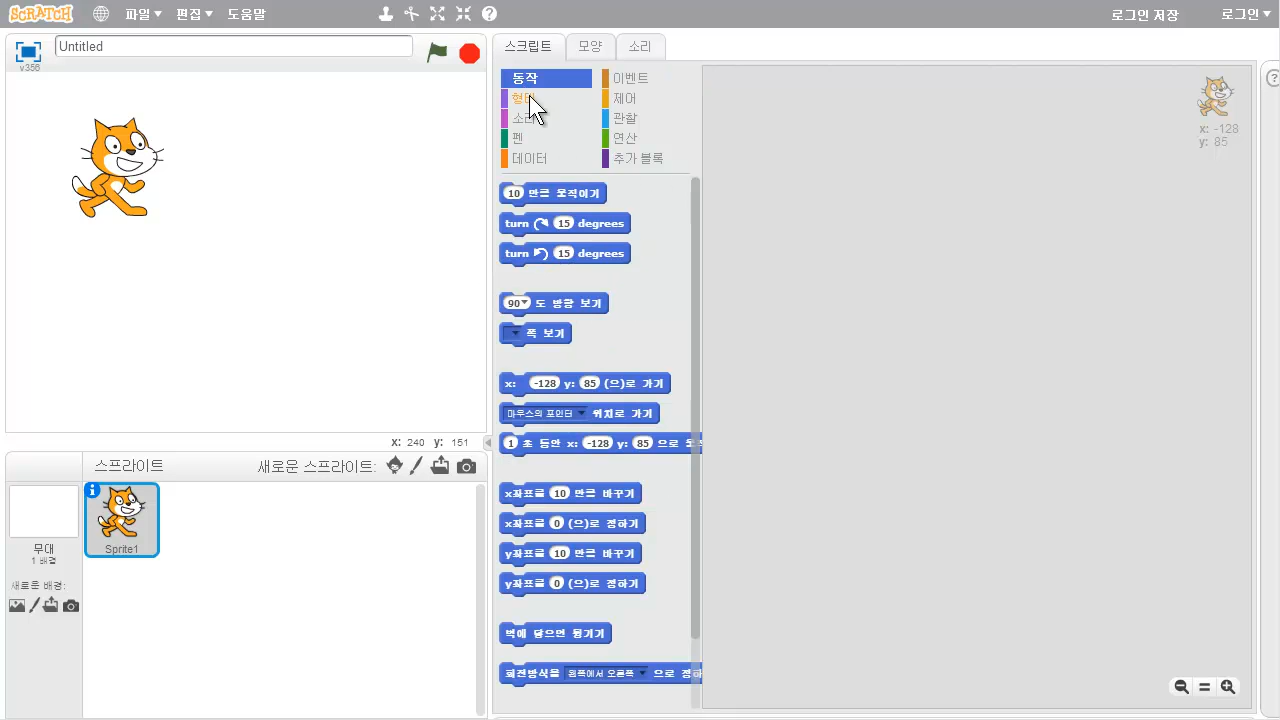 SCRATCH 파일 편집 도움말 로그인 저장 로그인
v356 Untitled
스크립트 모양 소리
동작 이벤트
제어
관찰
펜 연산
데이터 추가 블록
x: -128
y: 85
10 만큼 움직이기
turn 15 degrees
turn 15 degrees
90 도 방향 보기
쪽 보기
x: -128 y: 85 (으)로 가기
마우스의 포인터 위치로 가기
1 초 동안 x: -128 y: 85 으로
x좌표를 10 만큼 바꾸기
x좌표를 0 (으)로 정하기
y좌표를 10 만큼 바꾸기
y좌표를 0 (으)로 정하기
벽에 닿으면 튕기기
회전방식을 왼쪽에서 오른쪽 으로
x: 240 y: 151
스프라이트 새로운 스프라이트:
Sprite1
무대
1 배경
새로운 배경: